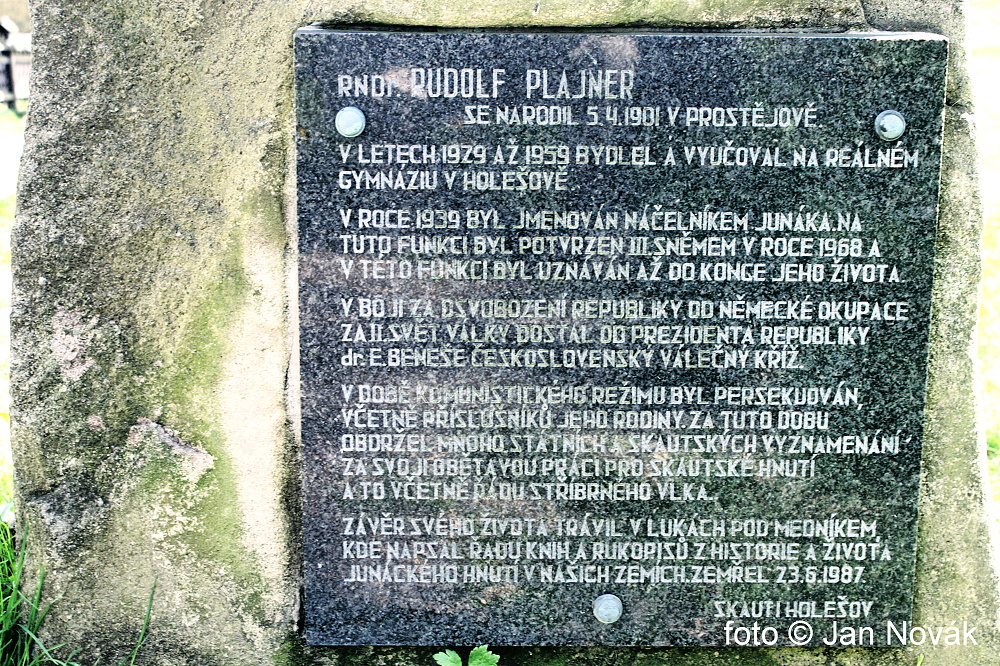 RNDr RUDOLF PLAJNER
SE NARODIL 5.4.1901 V PROSTĚJOVĚ.
V LETECH 1929 AŽ 1959 BYDLEL A VYUČOVAL NA REÁLNÉM
GYMNÁZIU V HOLEŠOVĚ.
V ROCE 1939 BYL JMENOVÁN NÁČELNÍKEM JUNÁKA. NA
TUTO FUNKCI BYL POTVRZEN III. SNĚMEM V ROCE 1968 A
V TÉTO FUNKCI BYL UZNÁVÁN AŽ DO KONCE JEHO ŽIVOTA
V BOJI ZA OSVOBOZENÍ REPUBLIKY OD NĚMECKÉ OKUPACE
ZA II. SVĚT. VÁLKY DOSTAL OD PREZIDENTA REPUBLIKY
dr. E. BENEŠE ČESKOSLOVENSKÝ VÁLEČNÝ KŘÍŽ.
V DOBĚ KOMUNISTICKÉHO REŽIMU BYL PERSEKUOVÁN,
VČETNĚ PŘÍSLUŠNÍKŮ JEHO RODINY. ZA TUTO DOBU
OBDRŽEL MNOHO STÁTNÍCH A SKAUTSKÝCH VYZNAMENÁNÍ
ZA SVOJI OBĚTAVOU PRÁCI PRO SKAUTSKÉ HNUTÍ
A TO VČETNĚ ŘÁDU STŘÍBRNÉHO VLKA.
ZÁVĚR SVÉHO ŽIVOTA TRÁVIL V LUKÁCH POD MEDNÍKEM,
KDE NAPSAL ŘADU KNIH A RUKOPISŮ Z HISTORIE A ŽIVOTA
JUNÁCKÉHO HNUTÍ V NAŠICH ZEMÍCH. ZEMŘEL 23.6.1987.
SKAUTI HOLEŠOV
foto © Jan Novak